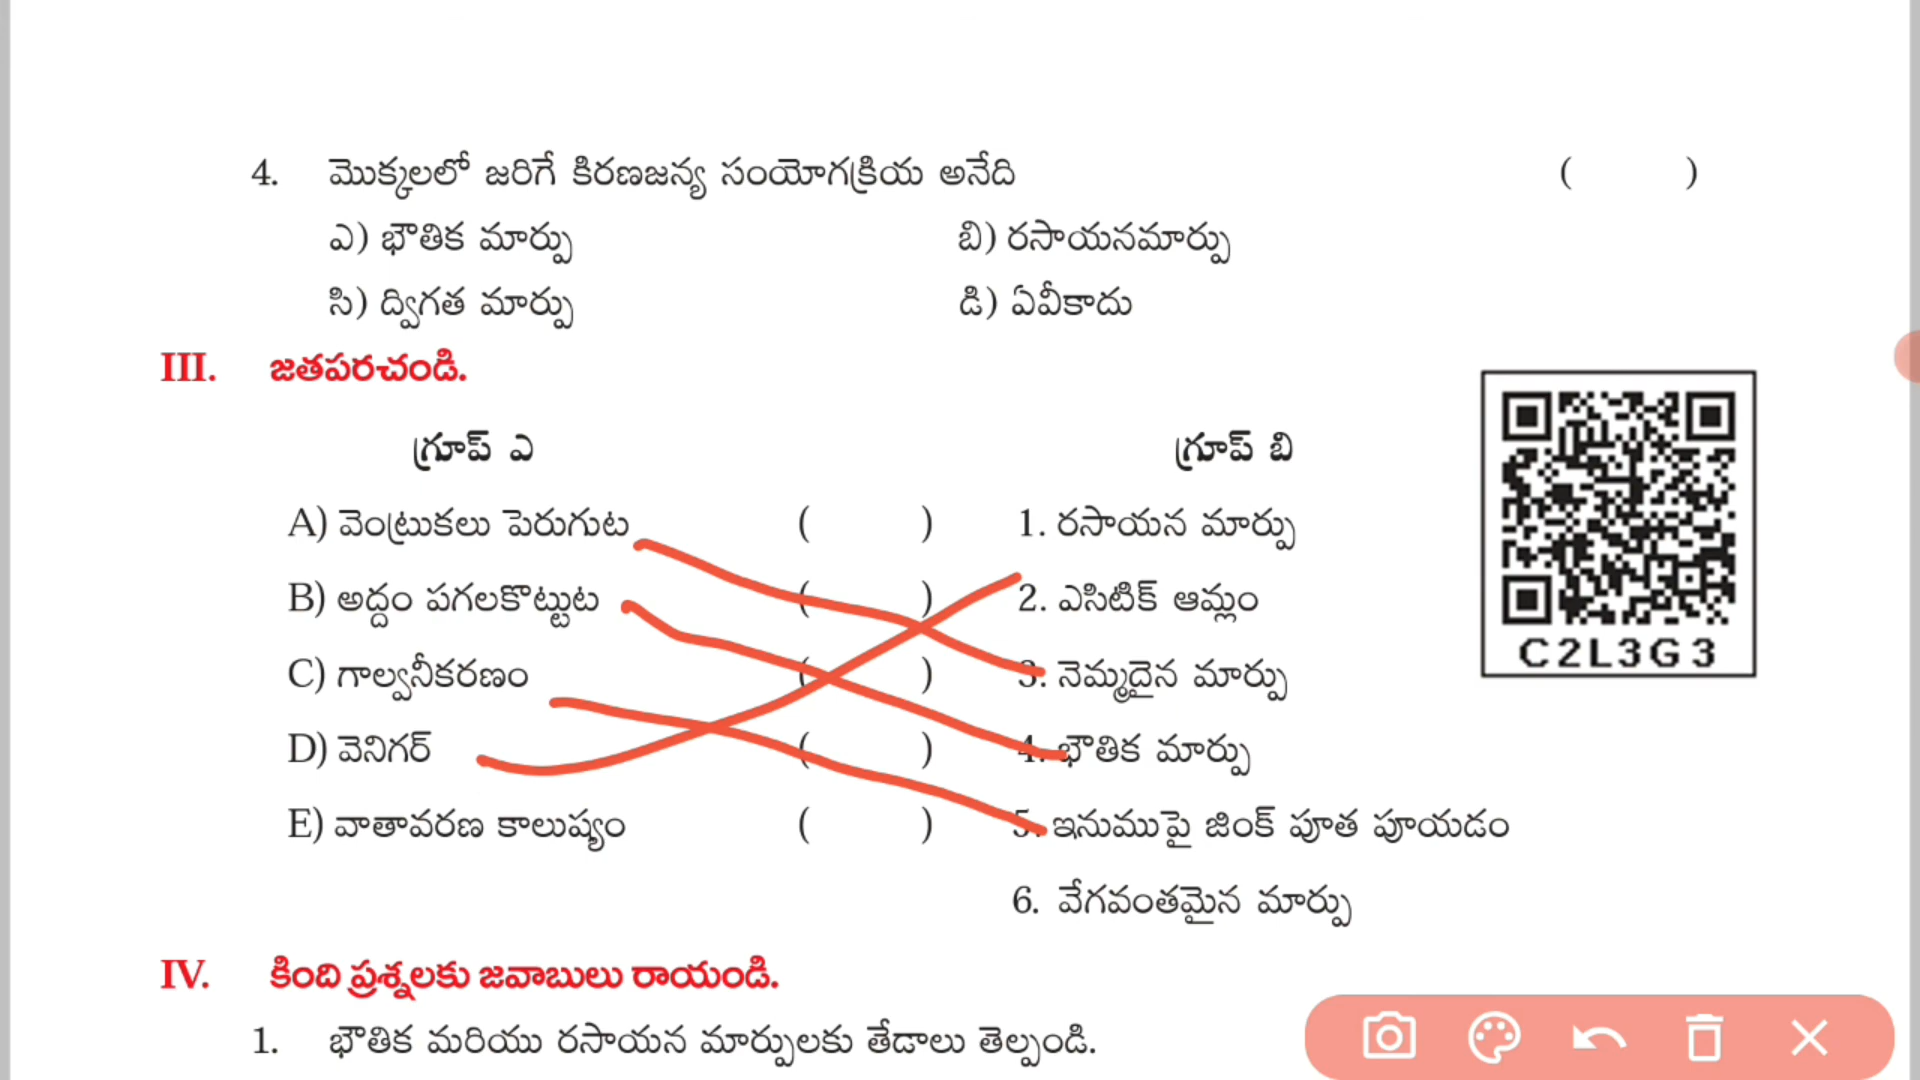 4. మొక్కలలో జరిగే కిరణజన్య సంయోగక్రియ అనేది ( )
ఎ) భౌతిక మార్పు బి) రసాయనమార్పు
సి) ద్విగత మార్పు డి) ఏవీకాదు
III. జతపరచండి.
గ్రూప్ ఎ గ్రూప్ బి
A) వెంట్రుకలు పెరుగుట ( ) 1. రసాయన మార్పు
B) అద్దం పగలకొట్టుట ( ) 2. ఎసిటిక్ ఆమ్లం
C) గాల్వనీకరణం ( ) 3. నెమ్మదైన మార్పు
D) వెనిగర్ ( ) 4. భౌతిక మార్పు
E) వాతావరణ కాలుష్యం ( ) 5. ఇనుముపై జింక్ పూత పూయడం
6. వేగవంతమైన మార్పు
C2L3G3
IV. కింది ప్రశ్నలకు జవాబులు రాయండి.
1. భౌతిక మరియు రసాయన మార్పులకు తేడాలు తెల్పండి.